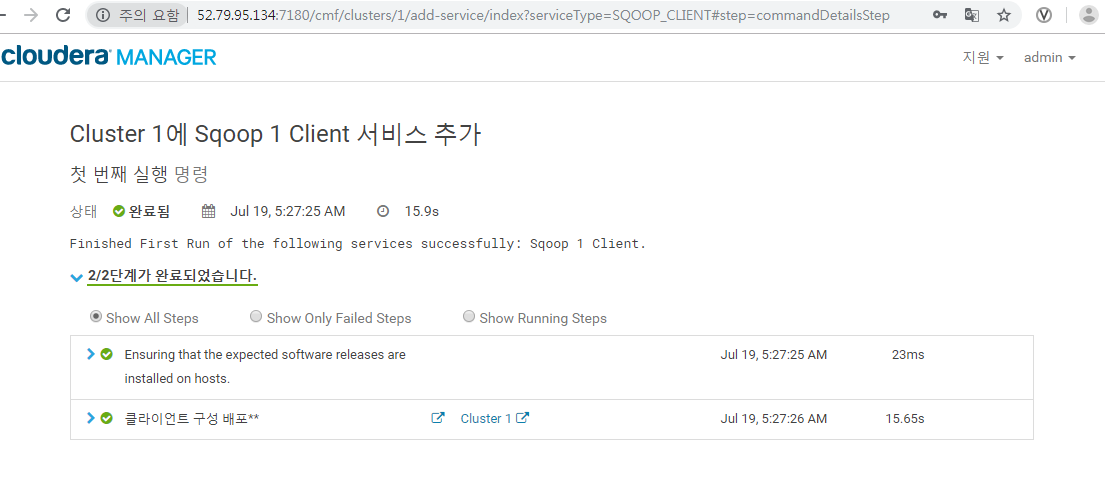 주의 요함 52.79.95.134:7180/cmf/clusters/1/add-service/index?serviceType=SQOOP_CLIENT#step=commandDetailsStep
cloudera MANAGER 지원 admin
Cluster 1에 Sqoop 1 Client 서비스 추가
첫 번째 실행 명령
상태 완료됨 Jul 19, 5:27:25 AM 15.9s
Finished First Run of the following services successfully: Sqoop 1 Client.
2/2단계가 완료되었습니다.
Show All Steps Show Only Failed Steps Show Running Steps
Ensuring that the expected software releases are Jul 19, 5:27:25 AM 23ms
installed on hosts.
클라이언트 구성 배포** Cluster 1 Jul 19, 5:27:26 AM 15.65s